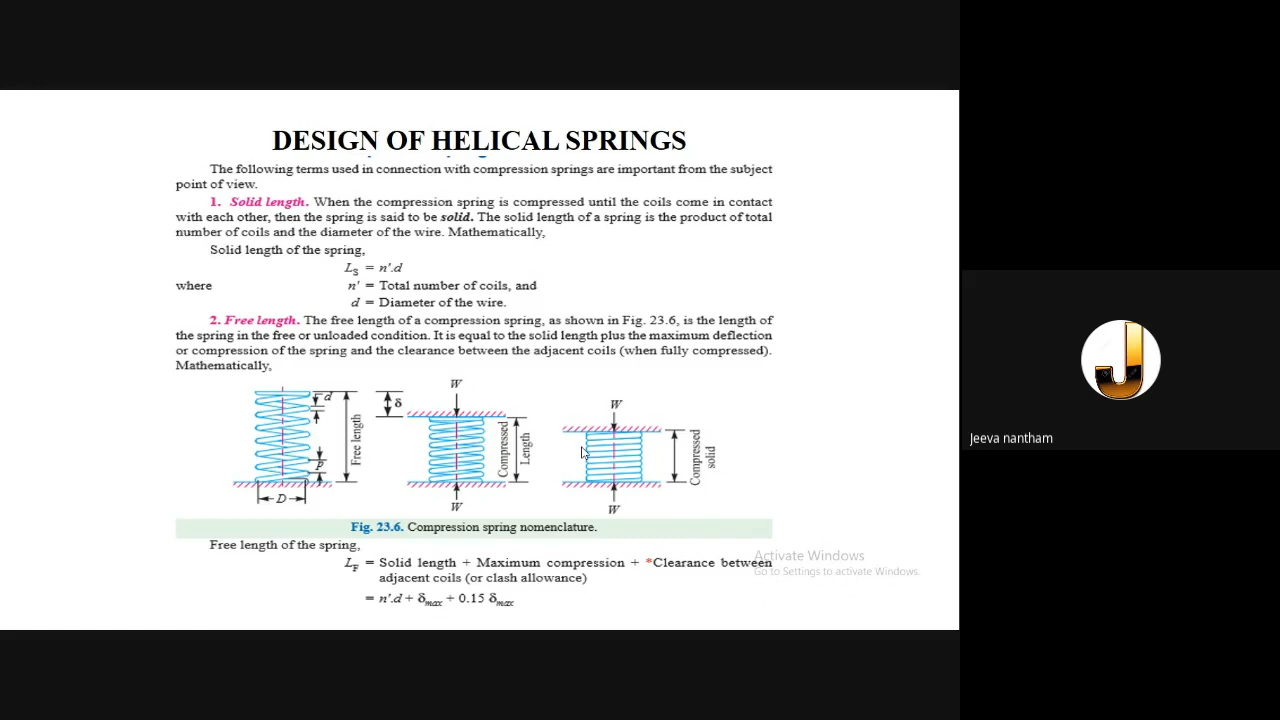 DESIGN OF HELICAL SPRINGS
The following terms used in connection with compression springs are important from the subject
point of view.
1. Solid length. When the compression spring is compressed until the coils come in contact
with each other, then the spring is said to be solid. The solid length of a spring is the product of total
number of coils and the diameter of the wire. Mathematically,
Solid length of the spring,
LS = n'.d
where n' = Total number of coils, and
d = Diameter of the wire.
2. Free length. The free length of a compression spring, as shown in Fig. 23.6, is the length of
the spring in the free or unloaded condition. It is equal to the solid length plus the maximum deflection
or compression of the spring and the clearance between the adjacent coils (when fully compressed).
Mathematically,
d
p
D
Free length
δ
W
Compressed
Length
W
W
Compressed
solid
W
Fig. 23.6. Compression spring nomenclature.
Free length of the spring,
LF = Solid length + Maximum compression + *Clearance between
adjacent coils (or clash allowance)
= n'.d + δmax + 0.15 δmax
Activate Windows
Go to Settings to activate Windows.
J
Jeeva nantham